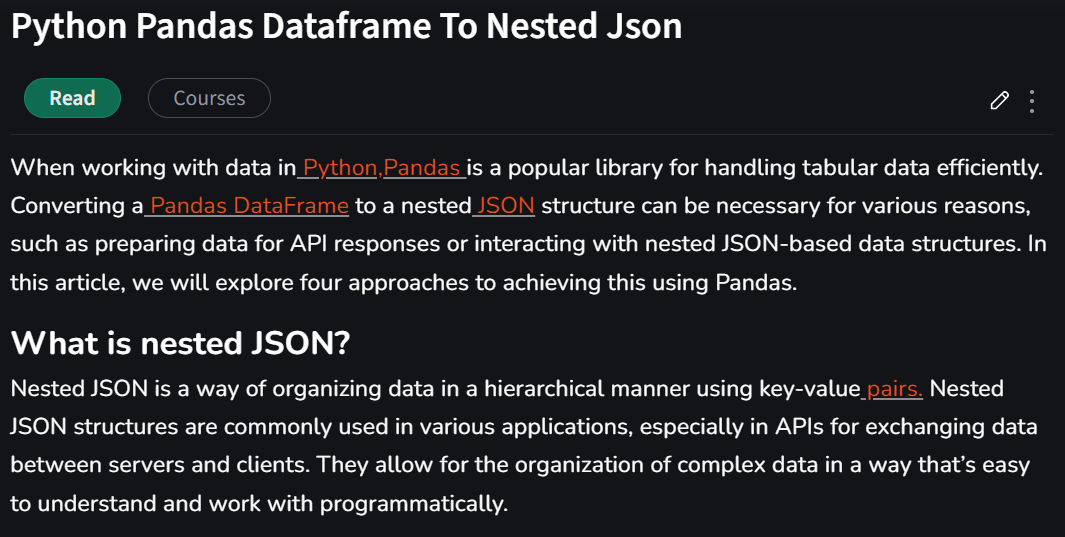 Python Pandas Dataframe To Nested Json
Read Courses
When working with data in Python,Pandas is a popular library for handling tabular data efficiently.
Converting a Pandas DataFrame to a nested JSON structure can be necessary for various reasons,
such as preparing data for API responses or interacting with nested JSON-based data structures. In
this article, we will explore four approaches to achieving this using Pandas.
What is nested JSON?
Nested JSON is a way of organizing data in a hierarchical manner using key-value pairs. Nested
JSON structures are commonly used in various applications, especially in APIs for exchanging data
between servers and clients. They allow for the organization of complex data in a way that’s easy
to understand and work with programmatically.